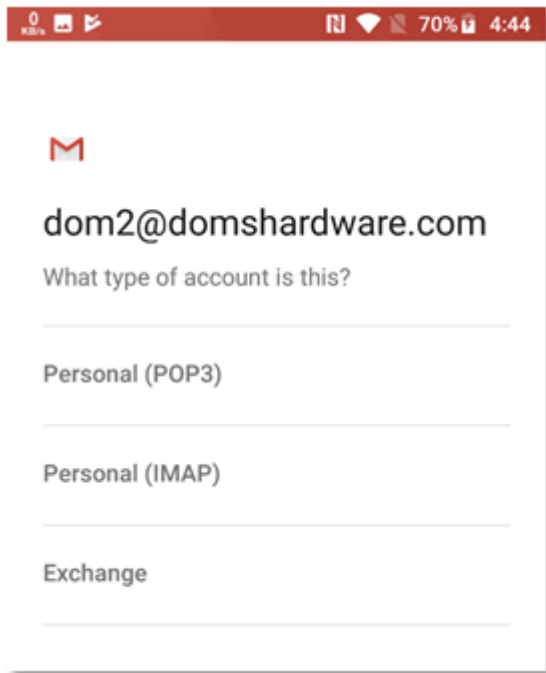 0 KB/s 70% 4:44
dom2@domshardware.com
What type of account is this?
Personal (POP3)
Personal (IMAP)
Exchange